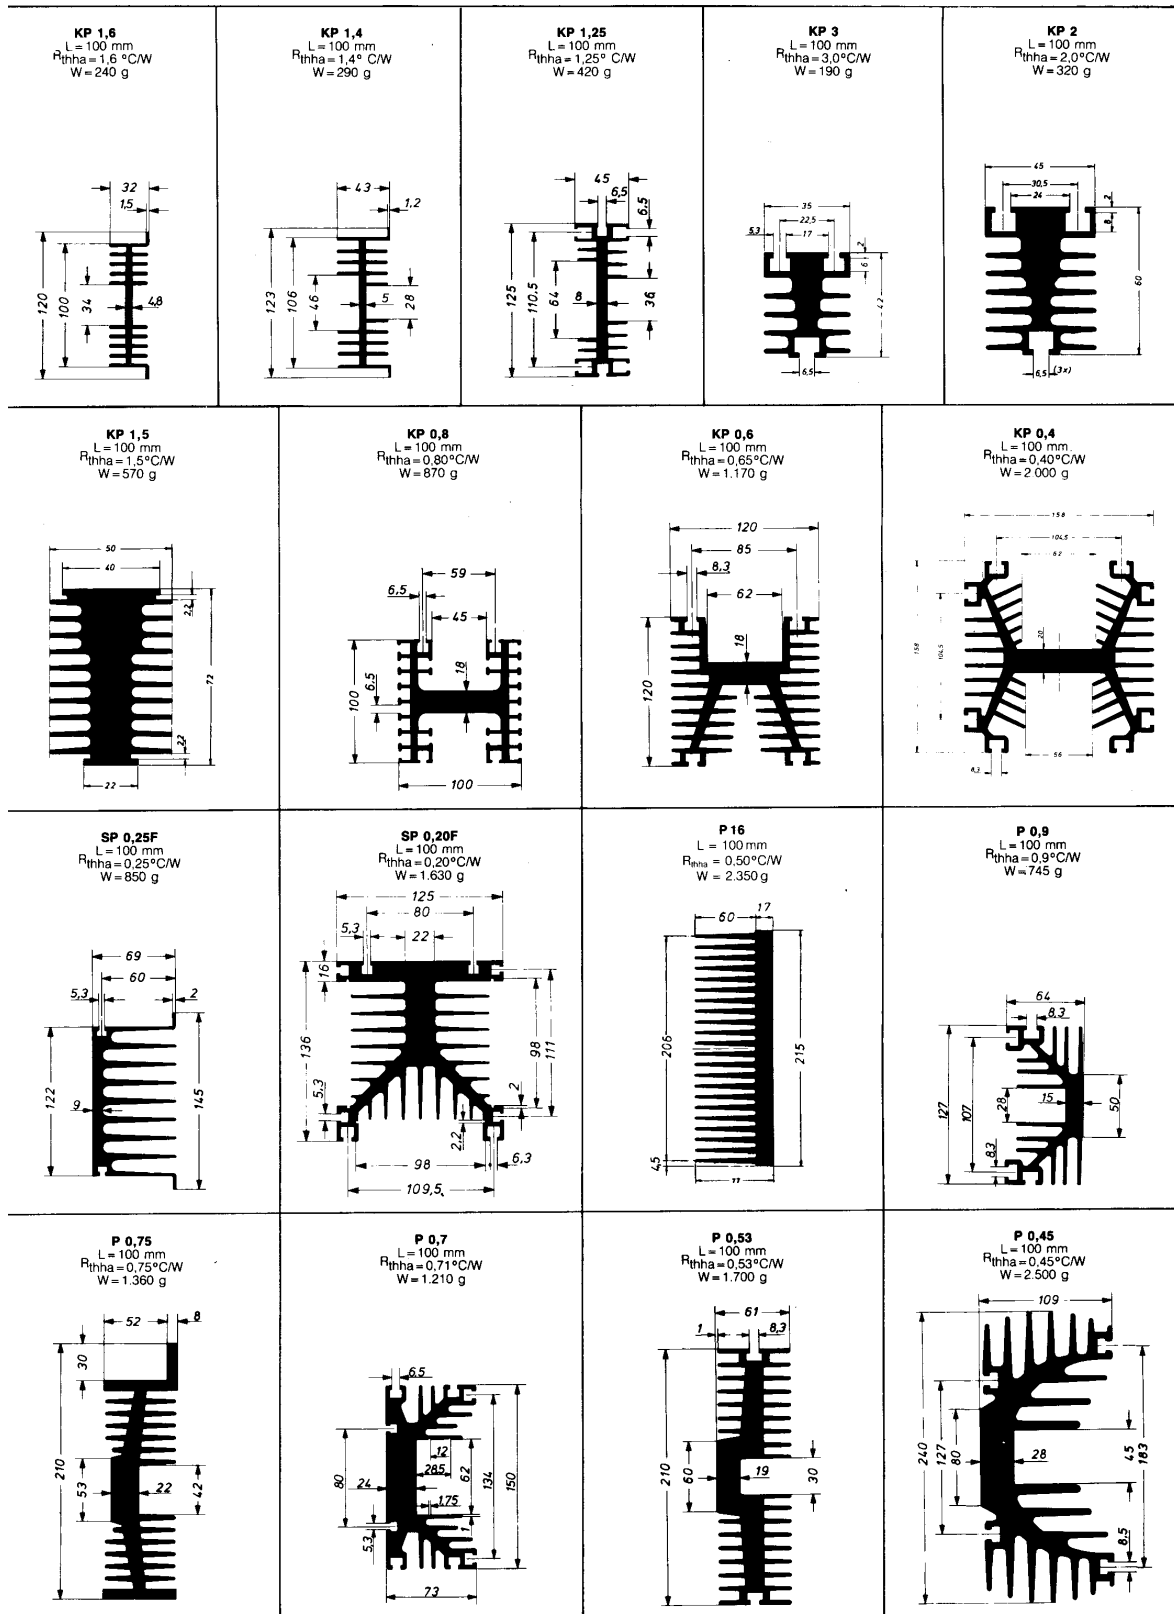 KP 1,6
L = 100 mm
Rthha = 1,6 °C/W
W = 240 g
32
1,5
120
100
34
4,8
KP 1,4
L = 100 mm
Rthha = 1,4° C/W
W = 290 g
43
1,2
123
106
46
5
28
KP 1,25
L = 100 mm
Rthha = 1,25° C/W
W = 420 g
45
6,5
6,5
125
110,5
64
8
36
KP 3
L = 100 mm
Rthha = 3,0°C/W
W = 190 g
35
22,5
5,3
17
2
6
42
6,5
KP 2
L = 100 mm
Rthha = 2,0°C/W
W = 320 g
45
30,5
24
2
8
60
6,5 (3x)
KP 1,5
L = 100 mm
Rthha = 1,5°C/W
W = 570 g
50
40
2,2
72
2,2
22
KP 0,8
L = 100 mm
Rthha = 0,80°C/W
W = 870 g
59
6,5
45
18
6,5
100
100
KP 0,6
L = 100 mm
Rthha = 0,65°C/W
W = 1.170 g
120
85
8,3
62
18
120
KP 0,4
L = 100 mm.
Rthha = 0,40°C/W
W = 2.000 g
158
104,5
62
158
104,5
20
56
8,3
SP 0,25F
L = 100 mm
Rthha = 0,25°C/W
W = 850 g
69
60
5,3
2
122
9
145
SP 0,20F
L = 100 mm
Rthha = 0,20°C/W
W = 1.630 g
125
80
5,3
22
16
136
98
111
5,3
2
2,2
98
6,3
109,5
P 16
L = 100 mm
Rthha = 0,50°C/W
W = 2.350 g
17
60
206
215
4,5
77
P 0,9
L = 100 mm
Rthha = 0,9°C/W
W = 745 g
64
8,3
127
107
28
15
50
8,3
P 0,75
L = 100 mm
Rthha = 0,75°C/W
W = 1.360 g
52
8
30
210
53
22
42
P 0,7
L = 100 mm
Rthha = 0,71°C/W
W = 1.210 g
6,5
12
28,5
80
24
62
134
150
1,75
1
5,3
73
P 0,53
L = 100 mm
Rthha = 0,53°C/W
W = 1.700 g
61
1
8,3
210
60
19
30
P 0,45
L = 100 mm
Rthha = 0,45°C/W
W = 2.500 g
109
240
127
80
28
45
183
8,5